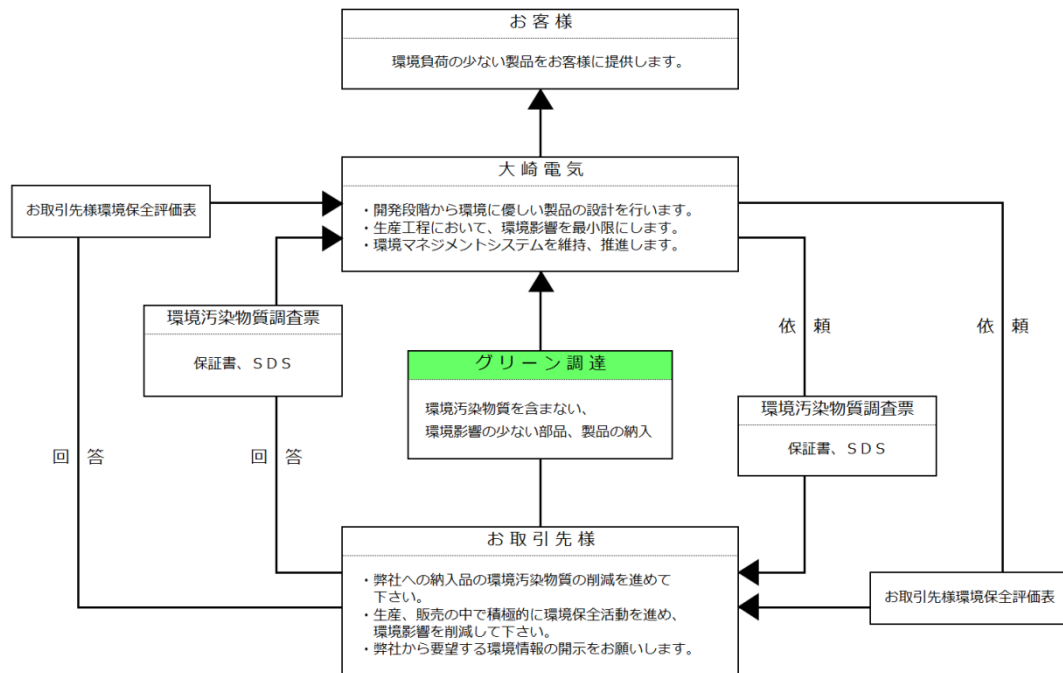 お客様
環境負荷の少ない製品をお客様に提供します。
大崎電気
・開発段階から環境に優しい製品の設計を行います。
・生産工程において、環境影響を最小限にします。
・環境マネジメントシステムを維持、推進します。
お取引先様環境保全評価表
環境汚染物質調査票
保証書、ＳＤＳ
依頼
依頼
グリーン調達
環境汚染物質を含まない、
環境影響の少ない部品、製品の納入
環境汚染物質調査票
保証書、ＳＤＳ
回答
回答
お取引先様
・弊社への納入品の環境汚染物質の削減を進めて
下さい。
・生産、販売の中で積極的に環境保全活動を進め、
環境影響を削減して下さい。
・弊社から要望する環境情報の開示をお願いします。
お取引先様環境保全評価表